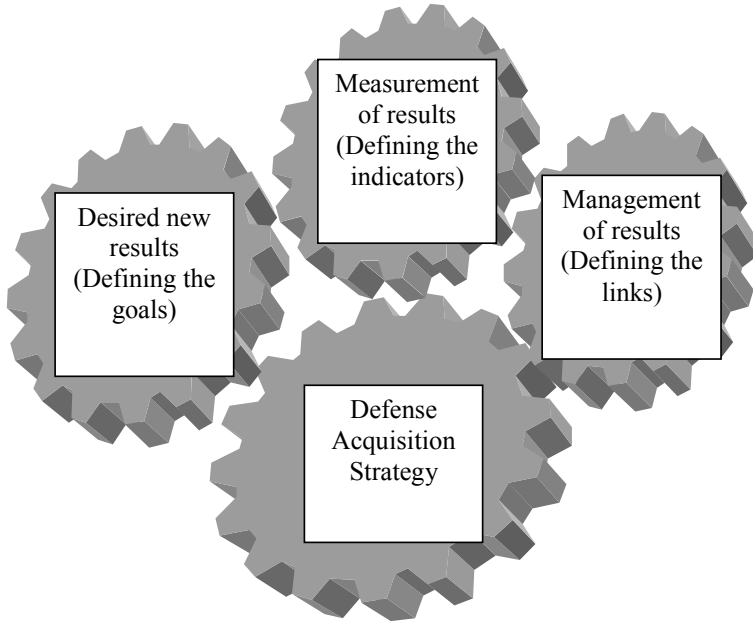 Desired new
results
(Defining the
goals)
Measurement
of results
(Defining the
indicators)
Management
of results
(Defining the
links)
Defense
Acquisition
Strategy